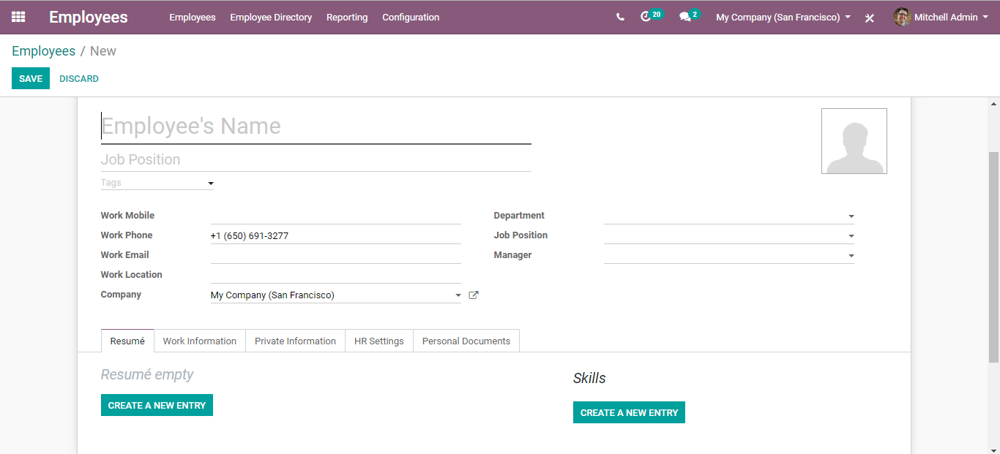 Employees Employees Employee Directory Reporting Configuration 20 2 My Company (San Francisco) Mitchell Admin
Employees / New
SAVE DISCARD
Employee's Name
Job Position
Tags
Work Mobile Department
Work Phone +1 (650) 691-3277 Job Position
Work Email Manager
Work Location
Company My Company (San Francisco)
Resumé Work Information Private Information HR Settings Personal Documents
Resumé empty Skills
CREATE A NEW ENTRY CREATE A NEW ENTRY